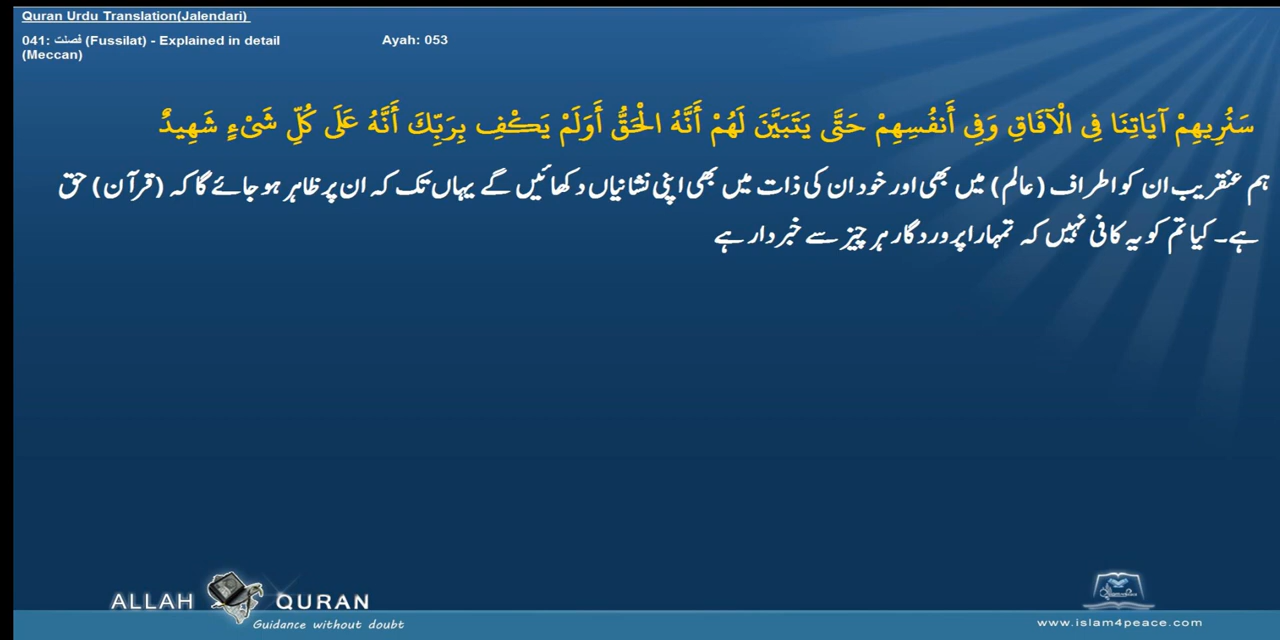 Quran Urdu Translation(Jalendari)
041: فصلت (Fussilat) - Explained in detail (Meccan)
Ayah: 053
سَنُرِيهِمْ آيَاتِنَا فِي الْآفَاقِ وَفِي أَنفُسِهِمْ حَتَّى يَتَبَيَّنَ لَهُمْ أَنَّهُ الْحَقُّ أَوَلَمْ يَكْفِ بِرَبِّكَ أَنَّهُ عَلَى كُلِّ شَيْءٍ شَهِيدٌ
ہم عنقریب ان کو اطراف (عالم) میں بھی اور خود ان کی ذات میں بھی اپنی نشانیاں دکھائیں گے یہاں تک کہ ان پر ظاہر ہو جائے گا کہ (قرآن) حق
ہے۔ کیا تم کو یہ کافی نہیں کہ تمہارا پروردگار ہر چیز سے خبردار ہے
ALLAH QURAN
Guidance without doubt
www.islam4peace.com